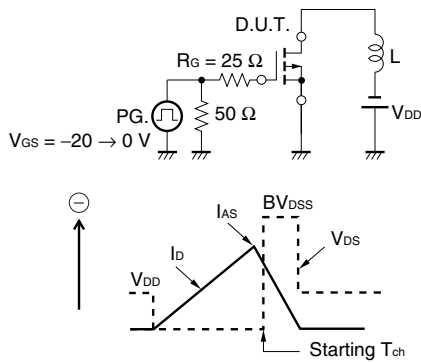 D.U.T.
RG = 25 Ω
L
PG.
50 Ω
VDD
VGS = −20 → 0 V
⊖
IAS
BVDSS
ID
VDS
VDD
Starting Tch